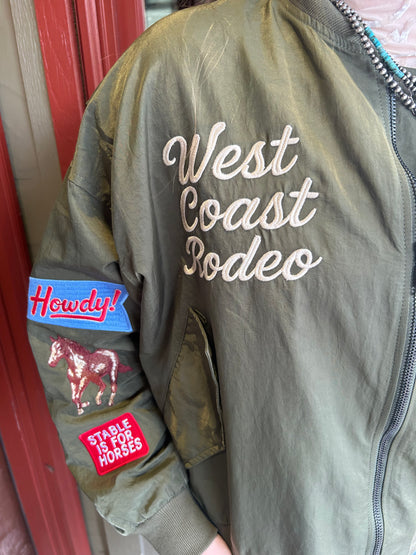 West
Coast
Rodeo
Howdy!
STABLE
IS FOR
HORSES